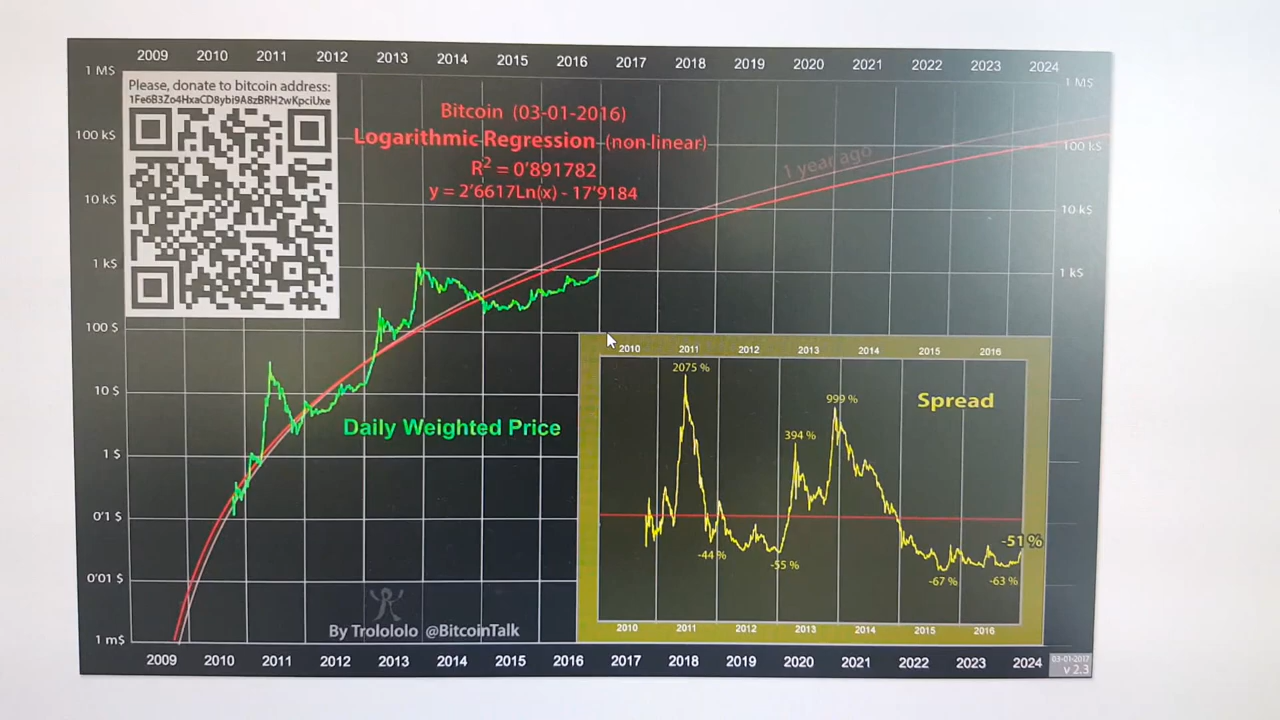 2009 2010 2011 2012 2013 2014 2015 2016 2017 2018 2019 2020 2021 2022 2023 2024
1 M$ 1 M$
Please, donate to bitcoin address:
1Fe6B3Zo4HxaCD8ybi9A8zBRH2wKpciUxe
Bitcoin (03-01-2016)
100 k$ Logarithmic Regression (non-linear) 100 k$
1 year ago
R2 = 0'891782
y = 2'6617Ln(x) - 17'9184
10 k$ 10 k$
1 k$ 1 k$
100 $
2010 2011 2012 2013 2014 2015 2016
2075 %
10 $
999 % Spread
Daily Weighted Price
394 %
1 $
0'1 $
-51 %
-44 %
-55 %
0'01 $
-67 % -63 %
By Trolololo @BitcoinTalk
2010 2011 2012 2013 2014 2015 2016
1 m$
2009 2010 2011 2012 2013 2014 2015 2016 2017 2018 2019 2020 2021 2022 2023 2024
03-01-2017
v 2.3